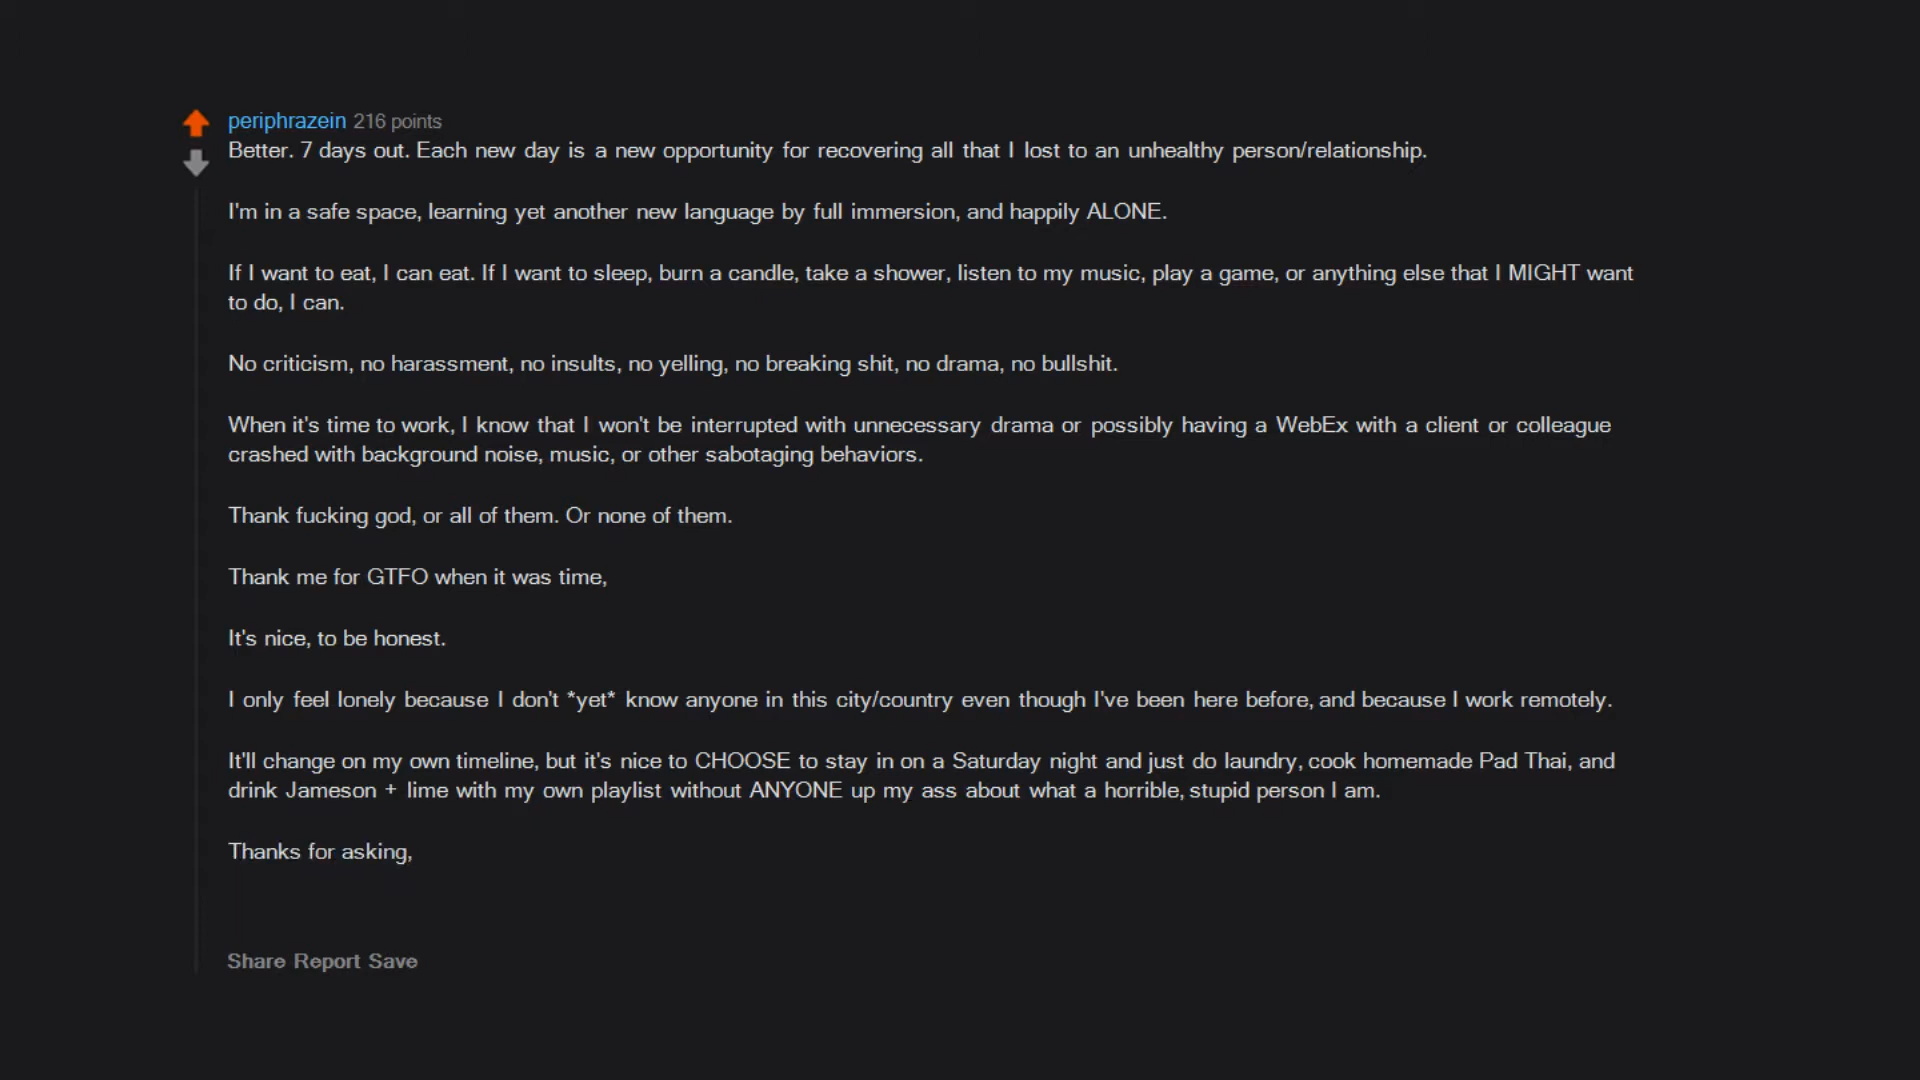 periphrazein 216 points
Better. 7 days out. Each new day is a new opportunity for recovering all that I lost to an unhealthy person/relationship.
I'm in a safe space, learning yet another new language by full immersion, and happily ALONE.
If I want to eat, I can eat. If I want to sleep, burn a candle, take a shower, listen to my music, play a game, or anything else that I MIGHT want
to do, I can.
No criticism, no harassment, no insults, no yelling, no breaking shit, no drama, no bullshit.
When it's time to work, I know that I won't be interrupted with unnecessary drama or possibly having a WebEx with a client or colleague
crashed with background noise, music, or other sabotaging behaviors.
Thank fucking god, or all of them. Or none of them.
Thank me for GTFO when it was time,
It's nice, to be honest.
I only feel lonely because I don't *yet* know anyone in this city/country even though I've been here before, and because I work remotely.
It'll change on my own timeline, but it's nice to CHOOSE to stay in on a Saturday night and just do laundry, cook homemade Pad Thai, and
drink Jameson + lime with my own playlist without ANYONE up my ass about what a horrible, stupid person I am.
Thanks for asking,
Share Report Save